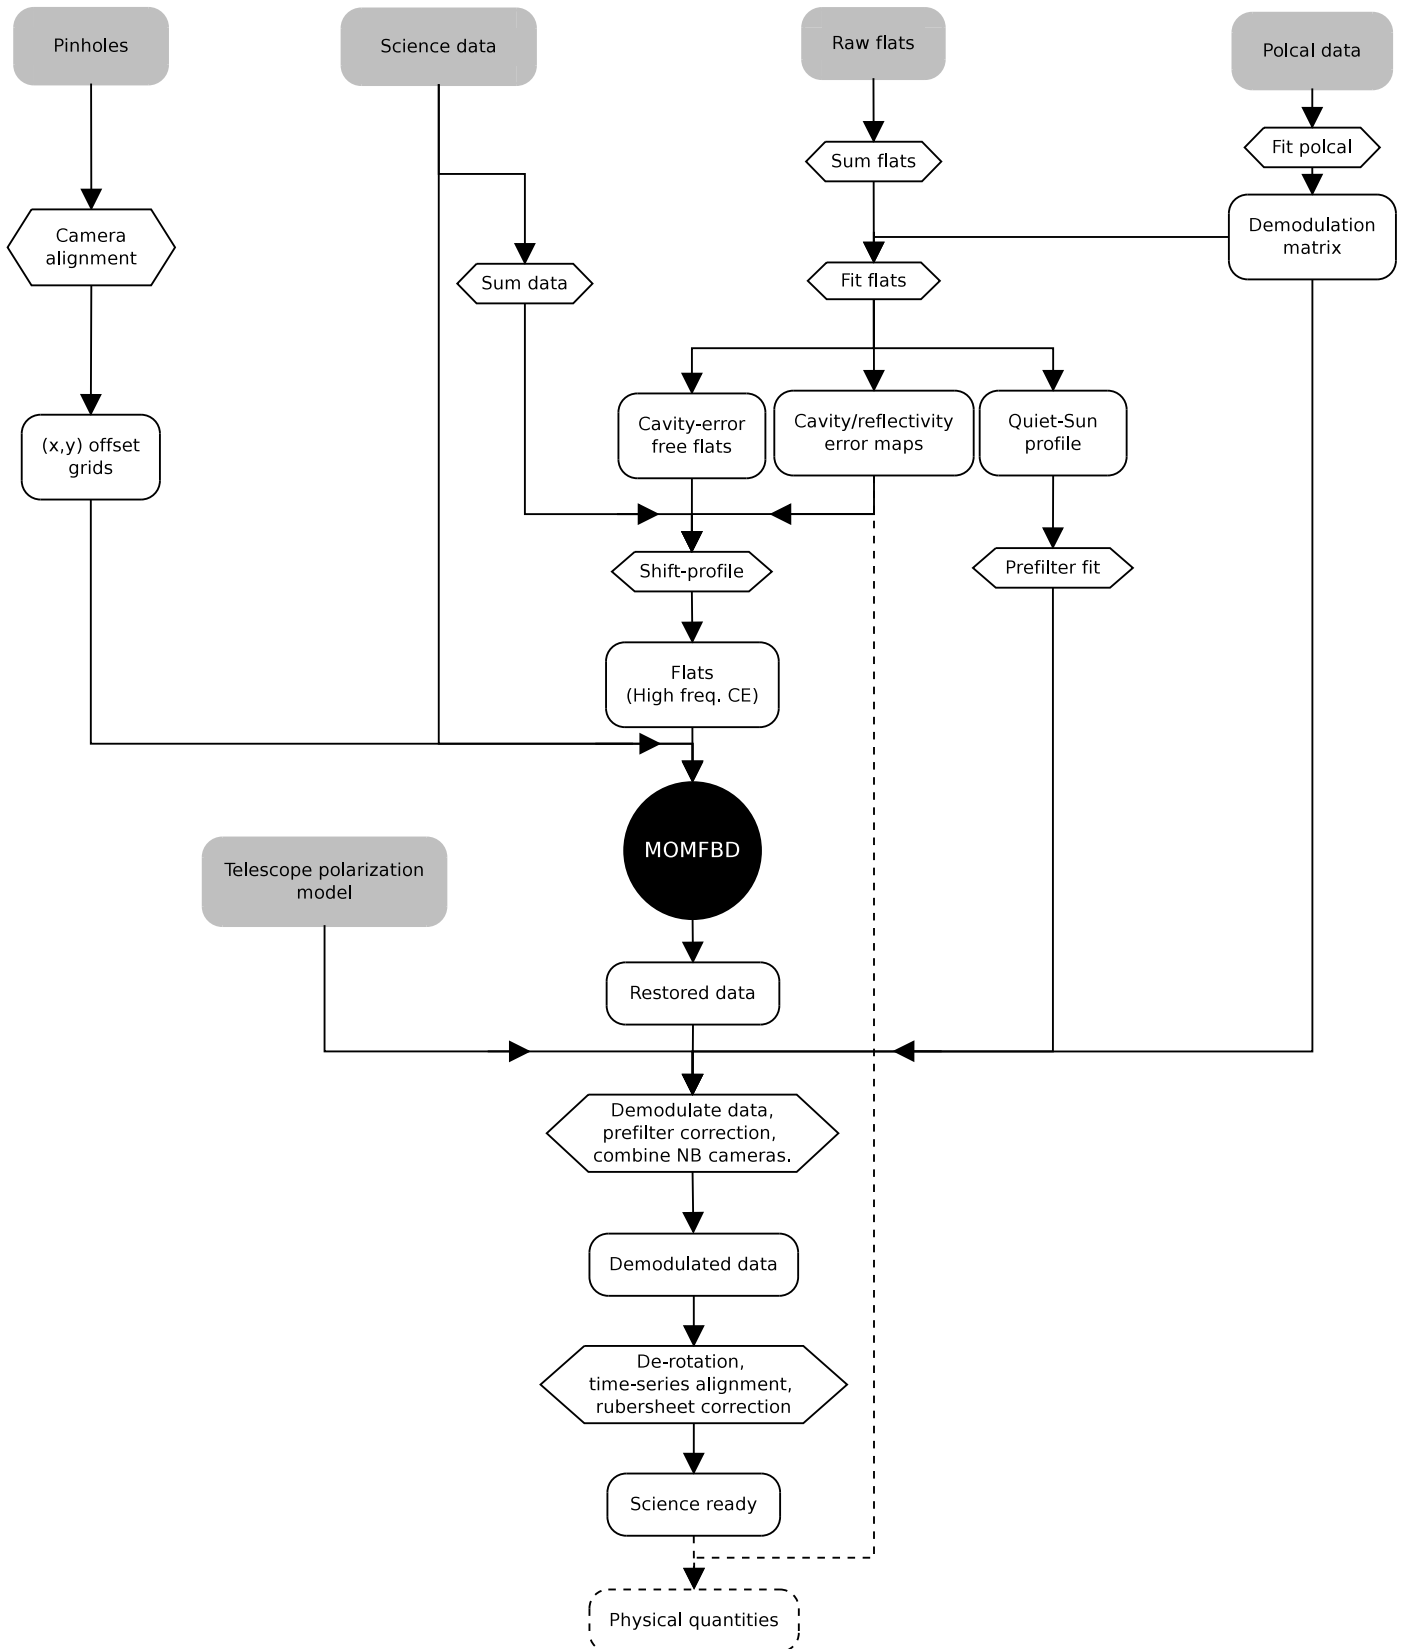 Pinholes
Science data
Raw flats
Polcal data
Fit polcal
Sum flats
Camera
alignment
Demodulation
matrix
Sum data
Fit flats
(x,y) offset
grids
Cavity-error
free flats
Cavity/reflectivity
error maps
Quiet-Sun
profile
Shift-profile
Prefilter fit
Flats
(High freq. CE)
MOMFBD
Telescope polarization
model
Restored data
Demodulate data,
prefilter correction,
combine NB cameras.
Demodulated data
De-rotation,
time-series alignment,
rubersheet correction
Science ready
Physical quantities